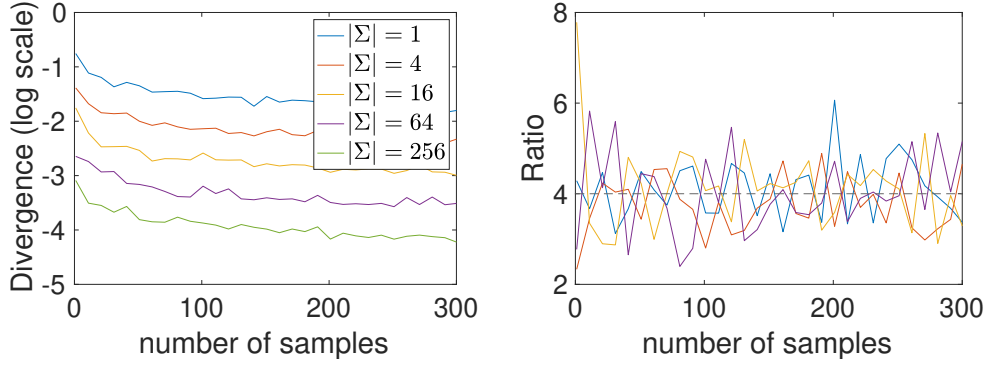 0
-1
-2
-3
-4
-5
Divergence (log scale)
0
100
200
300
number of samples
|Σ| = 1
|Σ| = 4
|Σ| = 16
|Σ| = 64
|Σ| = 256
8
6
4
2
Ratio
0
100
200
300
number of samples